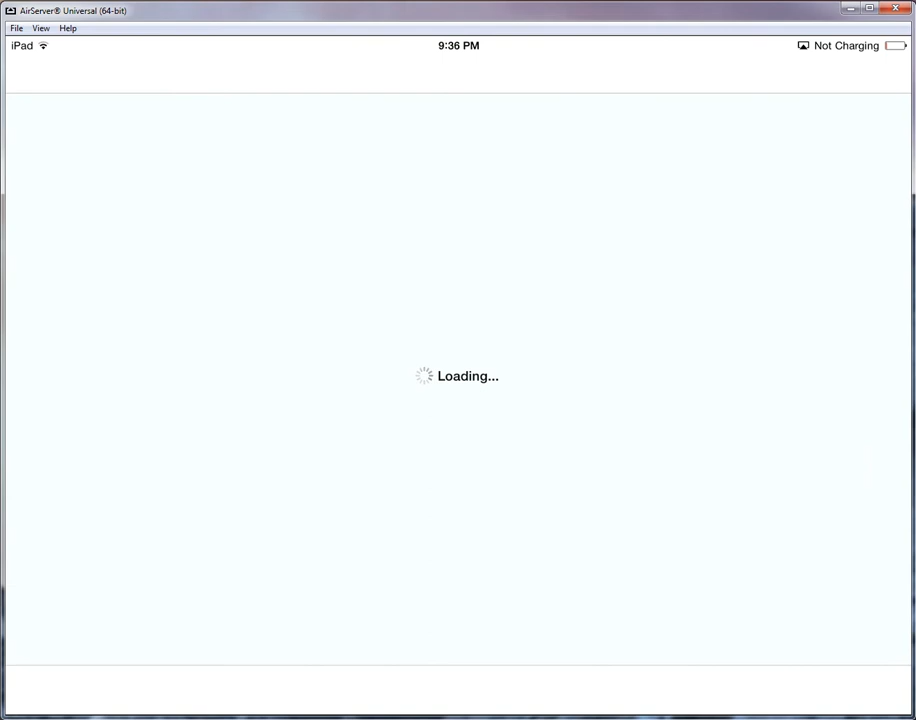 AirServer® Universal (64-bit)
File View Help
iPad 9:36 PM Not Charging
Loading...